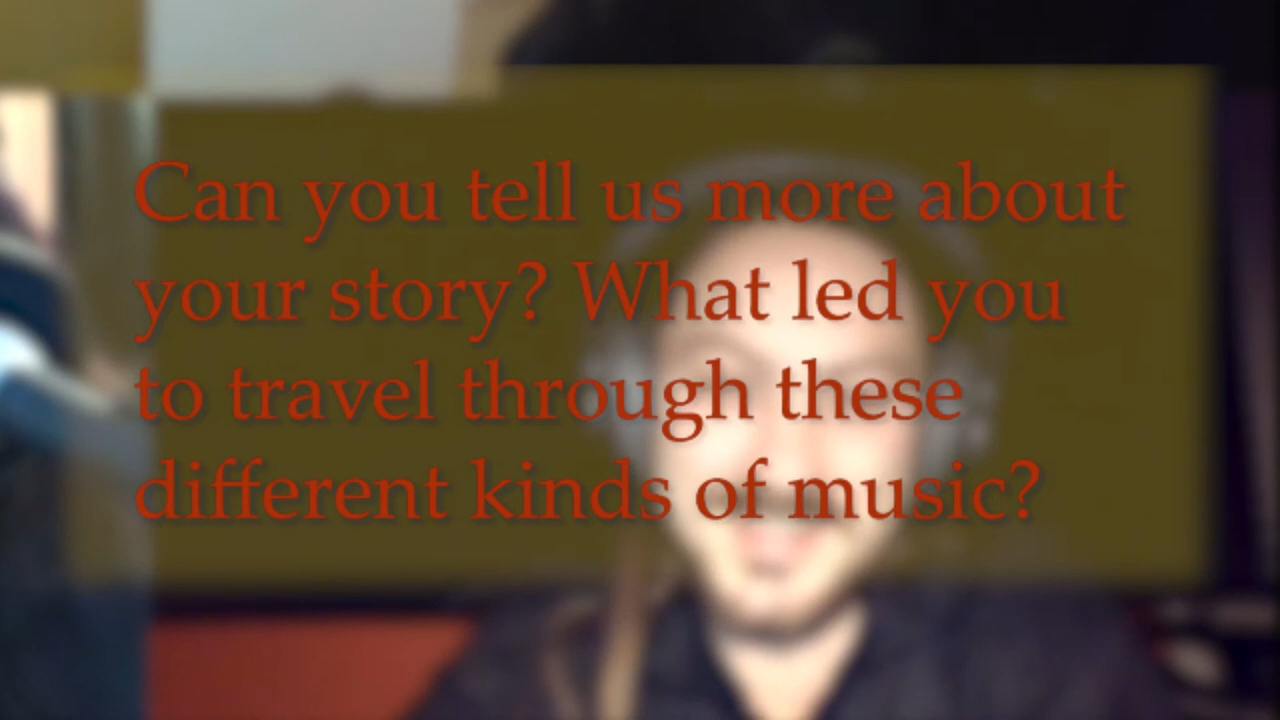 Can you tell us more about
your story? What led you
to travel through these
different kinds of music?